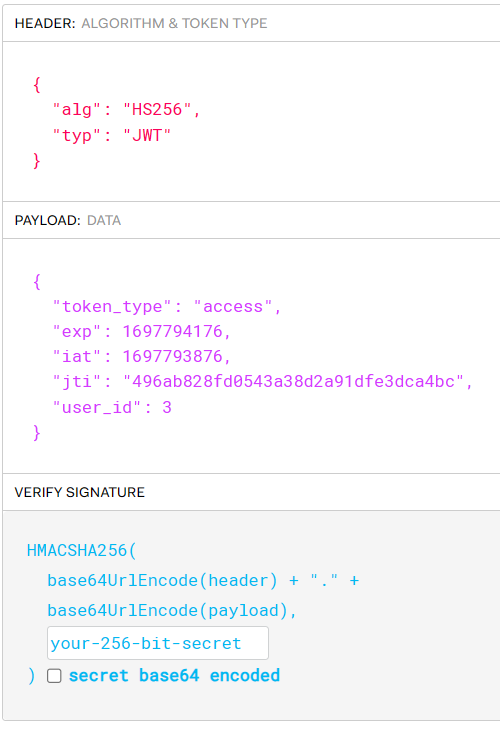 HEADER: ALGORITHM & TOKEN TYPE
{
"alg": "HS256",
"typ": "JWT"
}
PAYLOAD: DATA
{
"token_type": "access",
"exp": 1697794176,
"iat": 1697793876,
"jti": "496ab828fd0543a38d2a91dfe3dca4bc",
"user_id": 3
}
VERIFY SIGNATURE
HMACSHA256(
base64UrlEncode(header) + "." +
base64UrlEncode(payload),
your-256-bit-secret
) secret base64 encoded